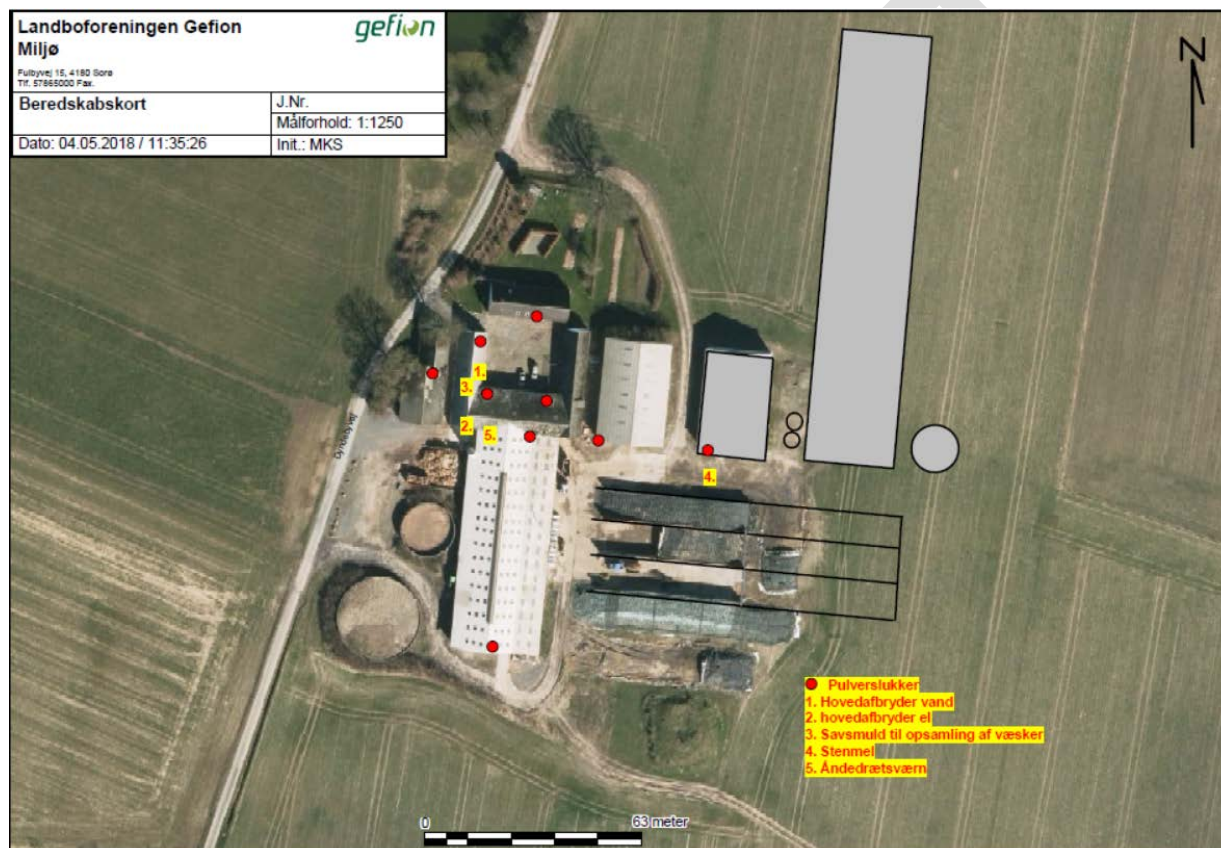 Landboforeningen Gefion
Miljø
gefion
Fulbyvej 15, 4180 Sorø
Tlf. 57865000 Fax.
Beredskabskort
J.Nr.
Målforhold: 1:1250
Dato: 04.05.2018 / 11:35:26
Init.: MKS
N
1.
3.
2.
5.
4.
Pulverslukker
1. Hovedafbryder vand
2. hovedafbryder el
3. Savsmuld til opsamling af væsker
4. Stenmel
5. Åndedrætsværn
0
63 meter